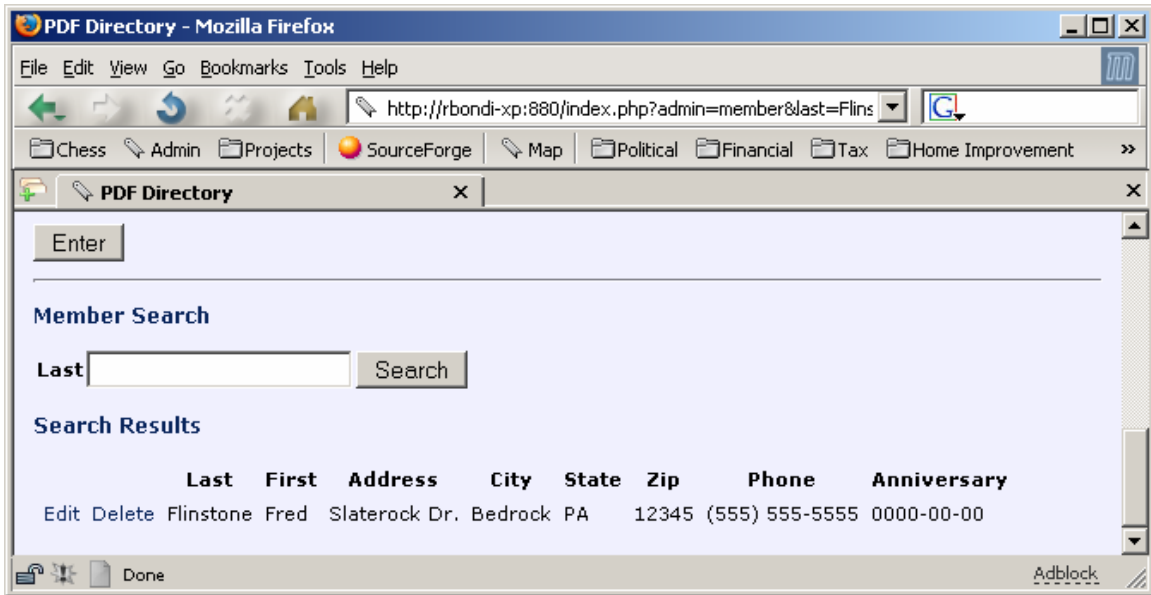 PDF Directory - Mozilla Firefox
File Edit View Go Bookmarks Tools Help
http://rbondi-xp:880/index.php?admin=member&last=Flins
G
Chess Admin Projects SourceForge Map Political Financial Tax Home Improvement »
PDF Directory
Enter
Member Search
Last Search
Search Results
Last First Address City State Zip Phone Anniversary
Edit Delete Flinstone Fred Slaterock Dr. Bedrock PA 12345 (555) 555-5555 0000-00-00
Done Adblock